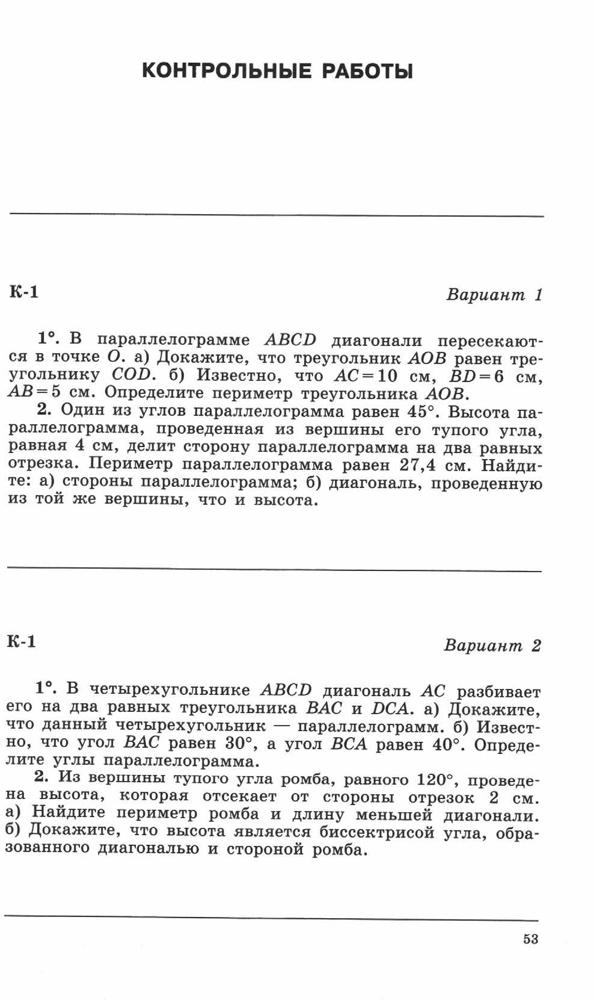 КОНТРОЛЬНЫЕ РАБОТЫ
К-1
Вариант 1
1°. В параллелограмме ABCD диагонали пересекают-
ся в точке O. а) Докажите, что треугольник AOB равен тре-
угольнику COD. б) Известно, что AC = 10 см, BD = 6 см,
AB = 5 см. Определите периметр треугольника AOB.
2. Один из углов параллелограмма равен 45°. Высота па-
раллелограмма, проведенная из вершины его тупого угла,
равная 4 см, делит сторону параллелограмма на два равных
отрезка. Периметр параллелограмма равен 27,4 см. Найди-
те: а) стороны параллелограмма; б) диагональ, проведенную
из той же вершины, что и высота.
К-1
Вариант 2
1°. В четырехугольнике ABCD диагональ AC разбивает
его на два равных треугольника BAC и DCA. а) Докажите,
что данный четырехугольник — параллелограмм. б) Извест-
но, что угол BAC равен 30°, а угол BCA равен 40°. Опреде-
лите углы параллелограмма.
2. Из вершины тупого угла ромба, равного 120°, проведе-
на высота, которая отсекает от стороны отрезок 2 см.
а) Найдите периметр ромба и длину меньшей диагонали.
б) Докажите, что высота является биссектрисой угла, обра-
зованного диагональю и стороной ромба.
53